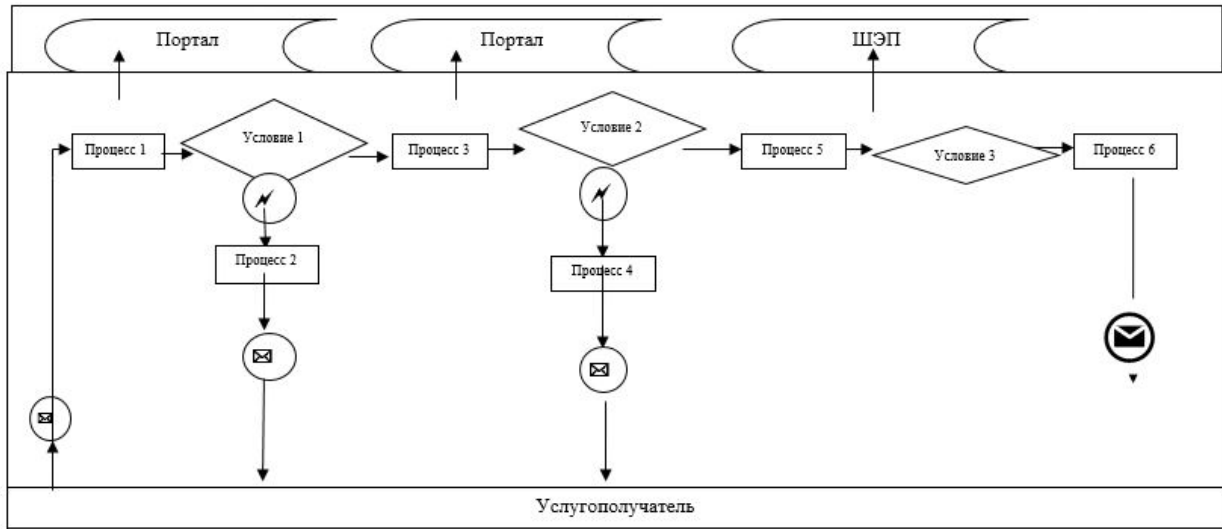 Портал
Портал
ШЭП
Процесс 1
Условие 1
Процесс 3
Условие 2
Процесс 5
Условие 3
Процесс 6
Процесс 2
Процесс 4
Услугополучатель